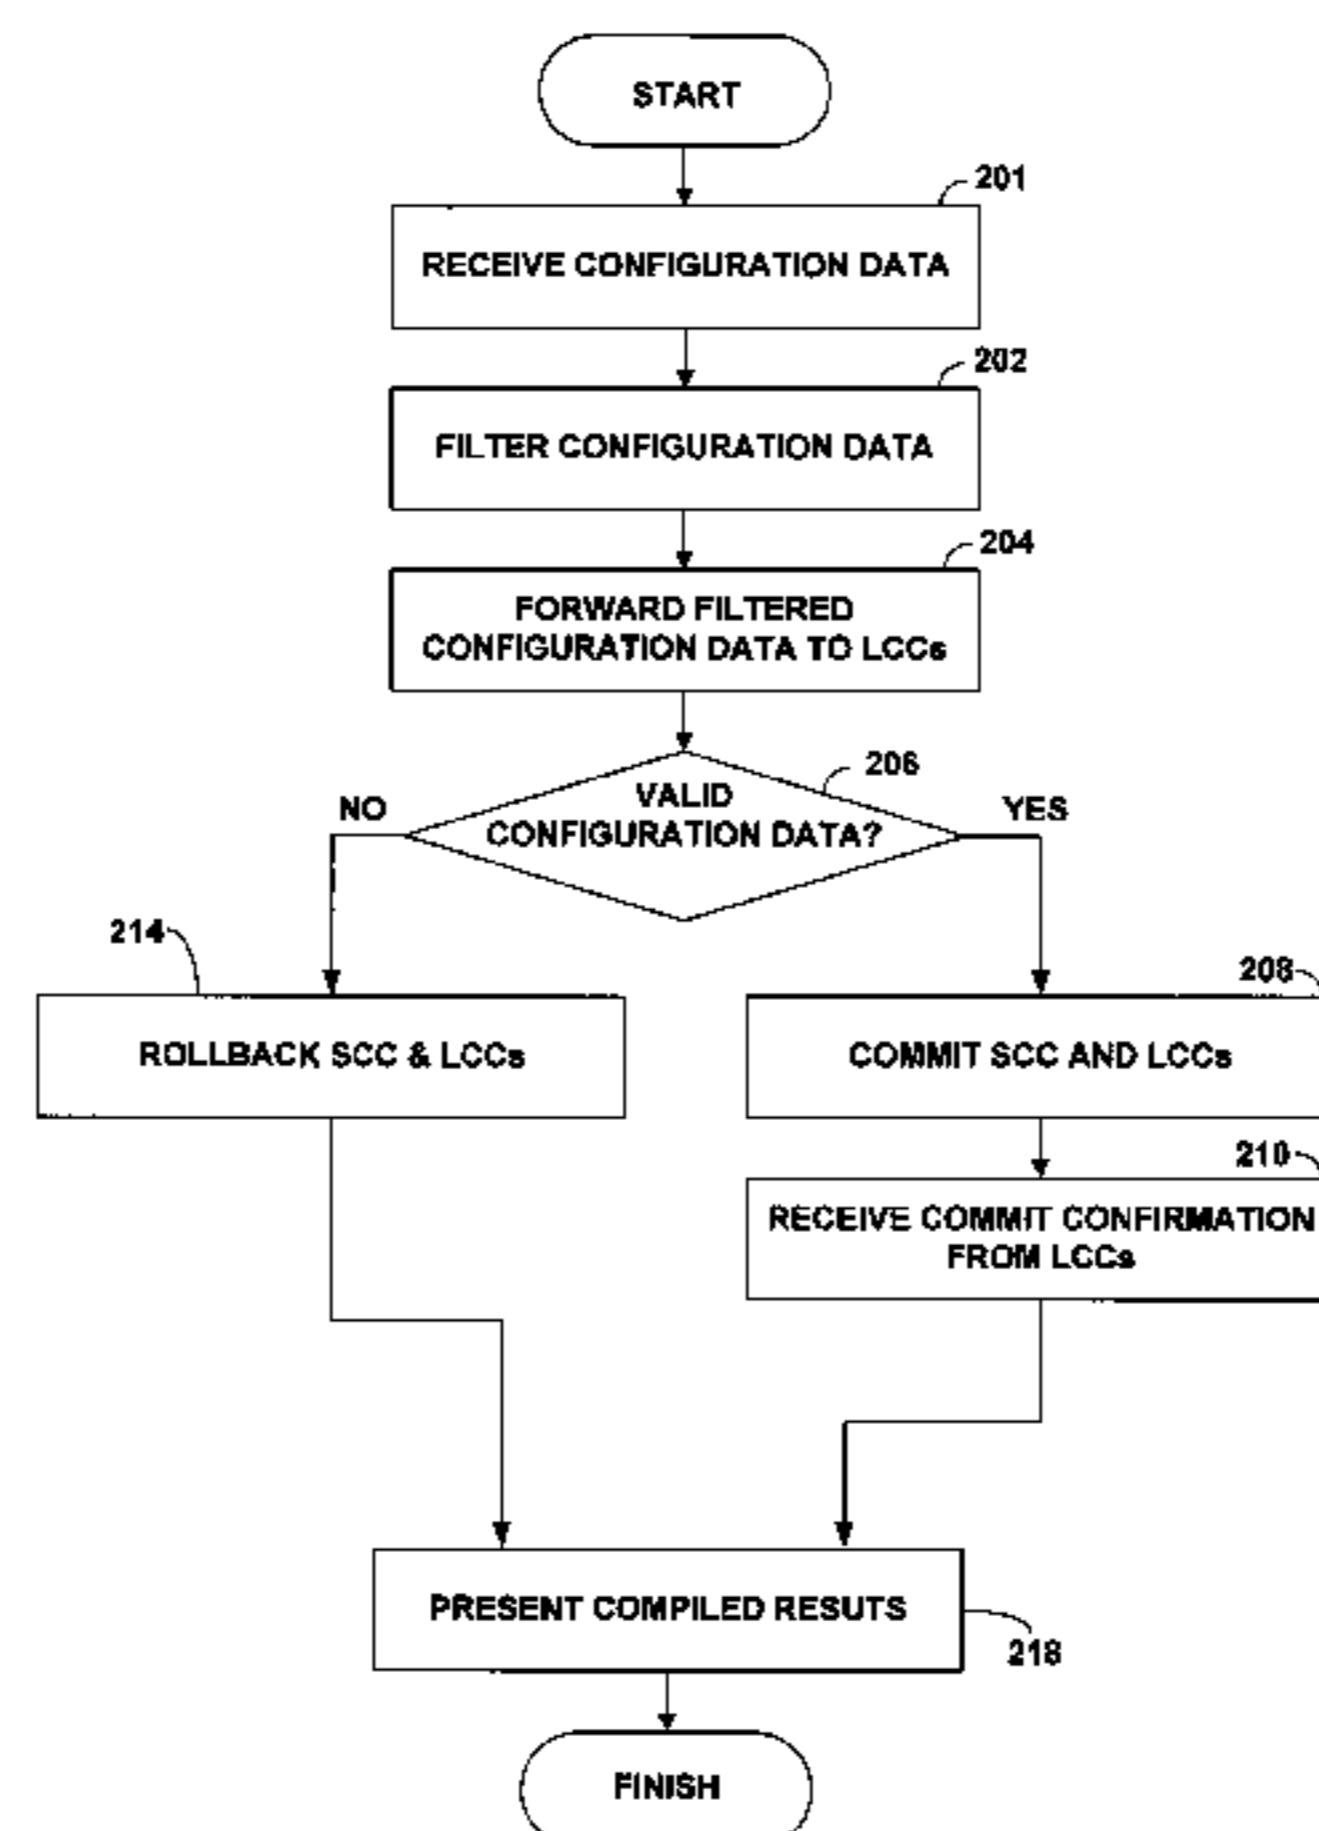 START
201
RECEIVE CONFIGURATION DATA
202
FILTER CONFIGURATION DATA
204
FORWARD FILTERED
CONFIGURATION DATA TO LCCs
206
VALID
CONFIGURATION DATA?
NO
YES
214
ROLLBACK SCC & LCCs
208
COMMIT SCC AND LCCs
210
RECEIVE COMMIT CONFIRMATION
FROM LCCs
PRESENT COMPILED RESUTS
218
FINISH